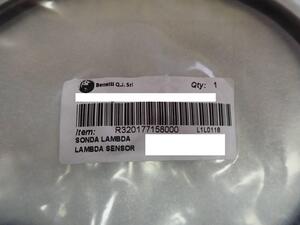 Benelli Q.J. Srl
Qty: 1
Item: R320177158000 L1L0118
SONDA LAMBDA
LAMBDA SENSOR